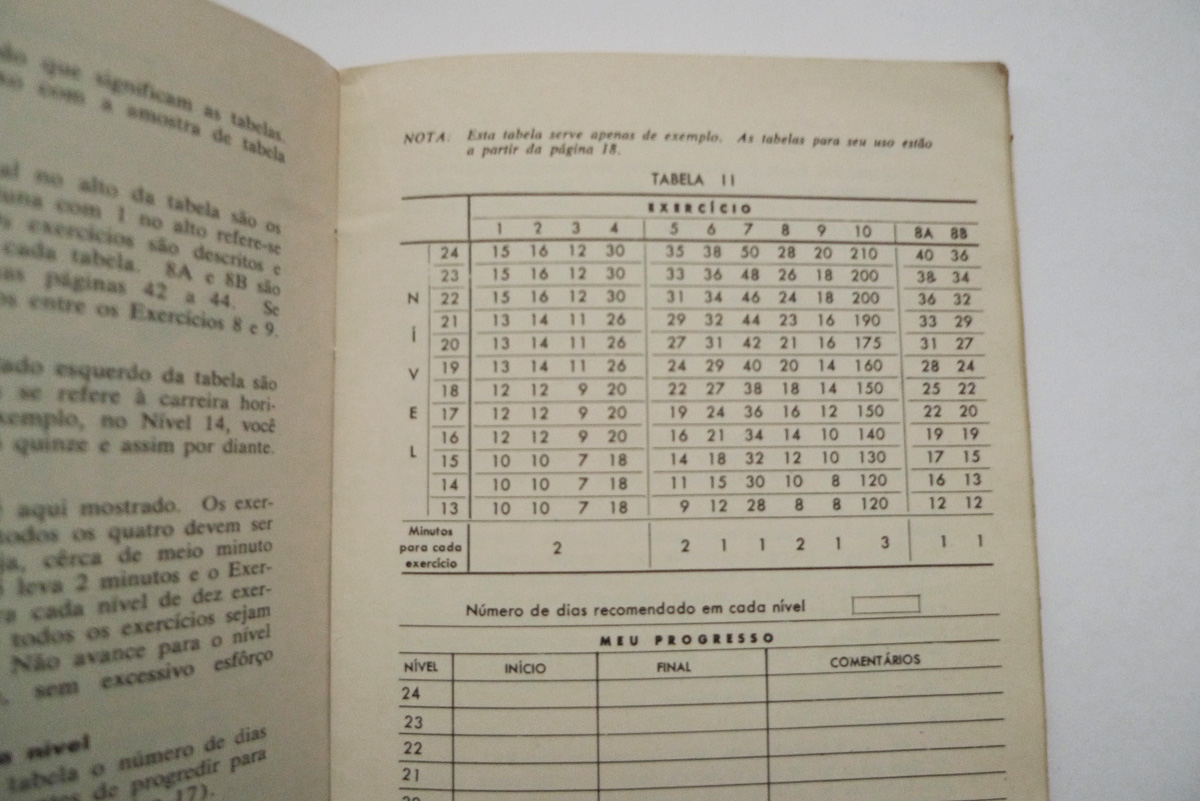 do que significam as tabelas.
com a amostra de tabela
al no alto da tabela são os
com 1 no alto refere-se
exercícios são descritos e
cada tabela. 8A e 8B são
páginas 42 a 44. Se
os entre os Exercícios 8 e 9.
esquerdo da tabela são
se refere à carreira hori-
exemplo, no Nível 14, você
quinze e assim por diante.
aqui mostrado. Os exer-
todos os quatro devem ser
cêrca de meio minuto
leva 2 minutos e o Exer-
cada nível de dez exer-
todos os exercícios sejam
Não avance para o nível
sem excessivo esfôrço
nível
tabela o número de dias
de progredir para
17).
NOTA: Esta tabela serve apenas de exemplo. As tabelas para seu uso estão
a partir da página 18.
TABELA II
EXERCÍCIO
1 2 3 4 5 6 7 8 9 10 8A 8B
NÍVEL
24 15 16 12 30 35 38 50 28 20 210 40 36
23 15 16 12 30 33 36 48 26 18 200 38 34
22 15 16 12 30 31 34 46 24 18 200 36 32
21 13 14 11 26 29 32 44 23 16 190 33 29
20 13 14 11 26 27 31 42 21 16 175 31 27
19 13 14 11 26 24 29 40 20 14 160 28 24
18 12 12 9 20 22 27 38 18 14 150 25 22
17 12 12 9 20 19 24 36 16 12 150 22 20
16 12 12 9 20 16 21 34 14 10 140 19 19
15 10 10 7 18 14 18 32 12 10 130 17 15
14 10 10 7 18 11 15 30 10 8 120 16 13
13 10 10 7 18 9 12 28 8 8 120 12 12
Minutos
para cada
exercício
2 2 1 1 2 1 3 1 1
Número de dias recomendado em cada nível
MEU PROGRESSO
NÍVEL INÍCIO FINAL COMENTÁRIOS
24
23
22
21